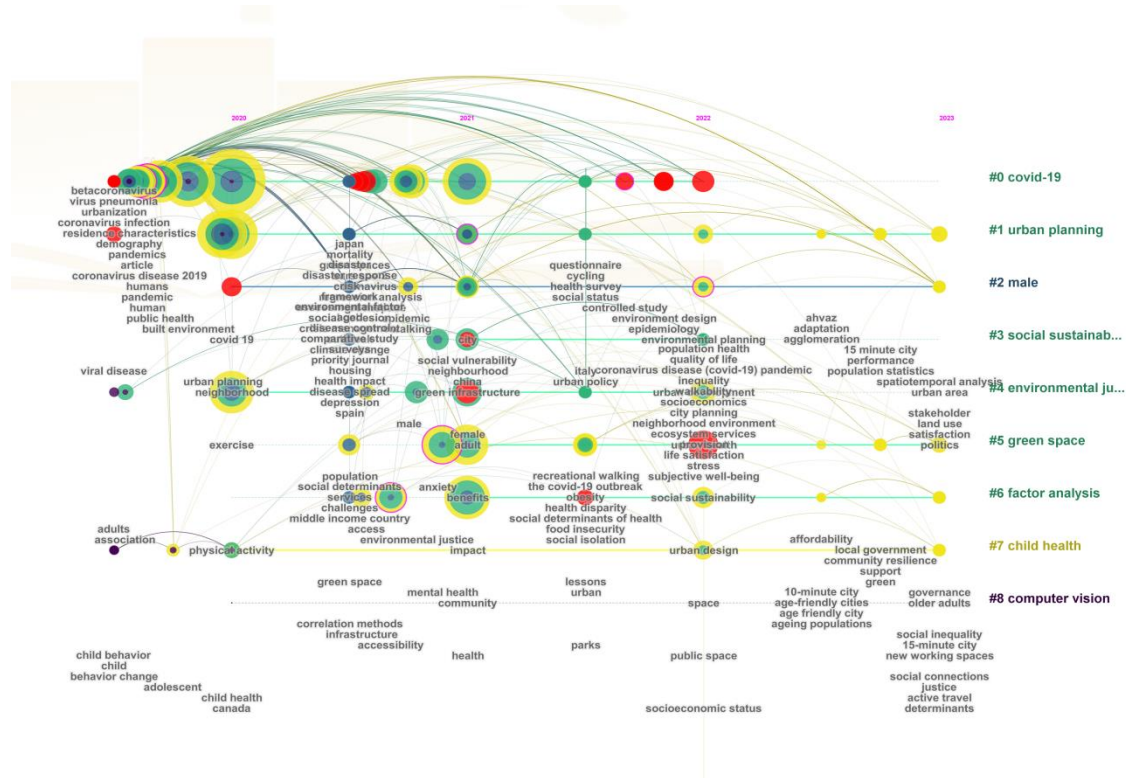 2020
2021
2022
2023
#0 covid-19
betacoronavirus
virus pneumonia
urbanization
coronavirus infection
residence characteristics
demography
pandemics
article
coronavirus disease 2019
humans
pandemic
human
public health
built environment
covid 19
#1 urban planning
japan
mortality
disaster
disaster response
framework
environmental factor
disease control
comparative study
climate change
priority journal
housing
health impact
disease spread
depression
spain
epidemic
questionnaire
cycling
health survey
social status
controlled study
#2 male
environment design
epidemiology
environmental planning
population health
quality of life
coronavirus disease (covid-19) pandemic
inequality
walkability
socioeconomics
city planning
neighborhood environment
ecosystem services
provision
life satisfaction
stress
subjective well-being
ahvaz
adaptation
agglomeration
#3 social sustainab...
15 minute city
performance
population statistics
spatiotemporal analysis
urban area
viral disease
urban planning
neighborhood
city
social vulnerability
neighbourhood
china
green infrastructure
italy
urban policy
#4 environmental ju...
stakeholder
land use
satisfaction
politics
exercise
male
female
adult
#5 green space
population
social determinants
services
challenges
middle income country
access
environmental justice
anxiety
benefits
impact
recreational walking
the covid-19 outbreak
obesity
health disparity
social determinants of health
food insecurity
social isolation
social sustainability
#6 factor analysis
adults
association
physical activity
urban design
affordability
local government
community resilience
support
green
#7 child health
green space
mental health
community
lessons
urban
space
10-minute city
age-friendly cities
age friendly city
ageing populations
governance
older adults
#8 computer vision
correlation methods
infrastructure
accessibility
health
parks
public space
social inequality
15-minute city
new working spaces
child behavior
child
behavior change
adolescent
child health
canada
socioeconomic status
social connections
justice
active travel
determinants